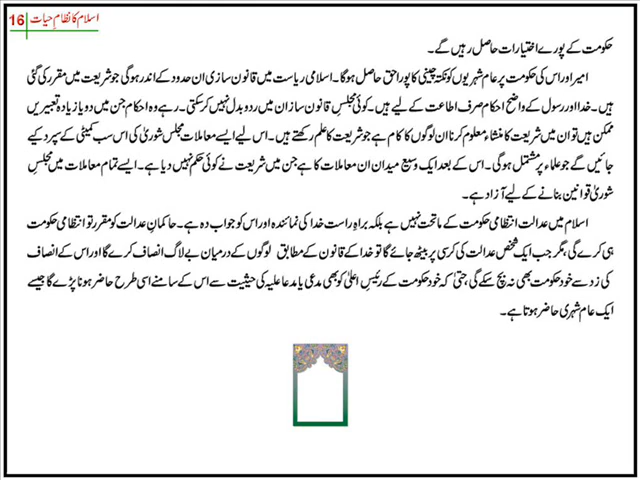 اسلام کا نظامِ حیات 16
حکومت کے پورے اختیارات حاصل رہیں گے۔
امیر اور اس کی حکومت پر عام شہریوں کو نکتہ چینی کا پورا حق حاصل ہوگا۔ اسلامی ریاست میں قانون سازی ان حدود کے اندر ہوگی جو شریعت میں مقرر کی گئی
ہیں۔ خدا اور رسول کے واضح احکام صرف اطاعت کے لیے ہیں۔ کوئی مجلسِ قانون ساز ان میں ردوبدل نہیں کر سکتی۔ رہے وہ احکام جن میں دو یا زیادہ تعبیریں
ممکن ہیں تو ان میں شریعت کا منشاء معلوم کرنا ان لوگوں کا کام ہے جو شریعت کا علم رکھتے ہیں۔ اس لیے ایسے معاملات مجلس شوریٰ کی اس سب کمیٹی کے سپرد کیے
جائیں گے جو علماء پر مشتمل ہوگی۔ اس کے بعد ایک وسیع میدان ان معاملات کا ہے جن میں شریعت نے کوئی حکم نہیں دیا ہے۔ ایسے تمام معاملات میں مجلسِ
شوریٰ قوانین بنانے کے لیے آزاد ہے۔
اسلام میں عدالت انتظامی حکومت کے ماتحت نہیں ہے بلکہ براہِ راست خدا کی نمائندہ اور اس کو جواب دہ ہے۔ حاکمانِ عدالت کو مقرر تو انتظامی حکومت
ہی کرے گی، مگر جب ایک شخص عدالت کی کرسی پر بیٹھ جائے گا تو خدا کے قانون کے مطابق لوگوں کے درمیان بے لاگ انصاف کرے گا اور اس کے انصاف
کی زد سے خود حکومت بھی نہ بچ سکے گی، حتیٰ کہ خود حکومت کے رئیسِ اعلیٰ کو بھی مدعی یا مدعا علیہ کی حیثیت سے اس کے سامنے اسی طرح حاضر ہونا پڑے گا جیسے
ایک عام شہری حاضر ہوتا ہے۔